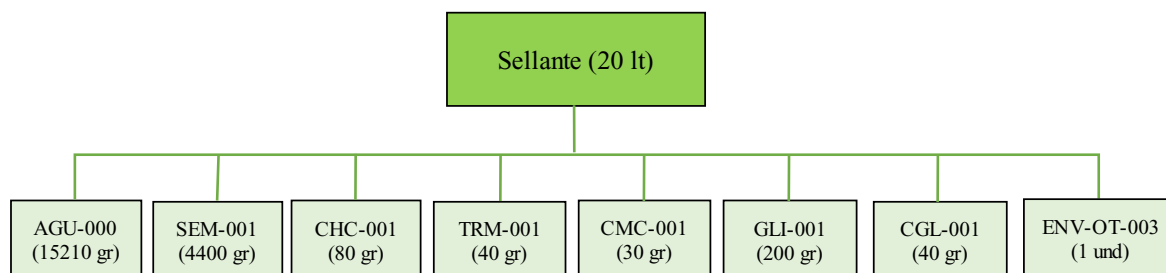 Sellante (20 lt)
AGU-000
(15210 gr)
SEM-001
(4400 gr)
CHC-001
(80 gr)
TRM-001
(40 gr)
CMC-001
(30 gr)
GLI-001
(200 gr)
CGL-001
(40 gr)
ENV-OT-003
(1 und)